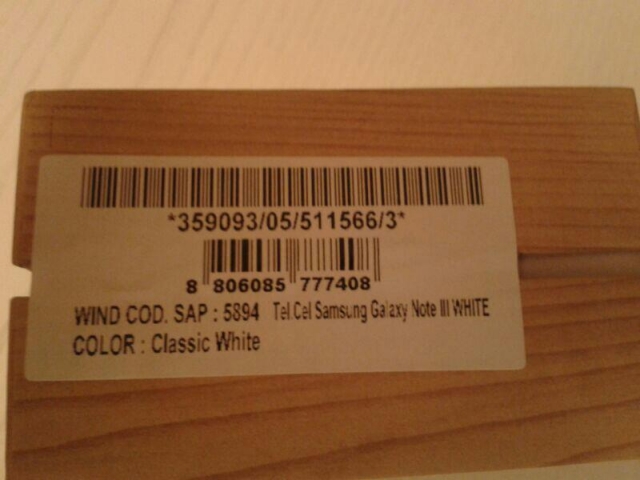 *359093/05/511566/3*
8 806085 777408
WIND COD. SAP : 5894 Tel.Cel Samsung Galaxy Note III WHITE
COLOR : Classic White